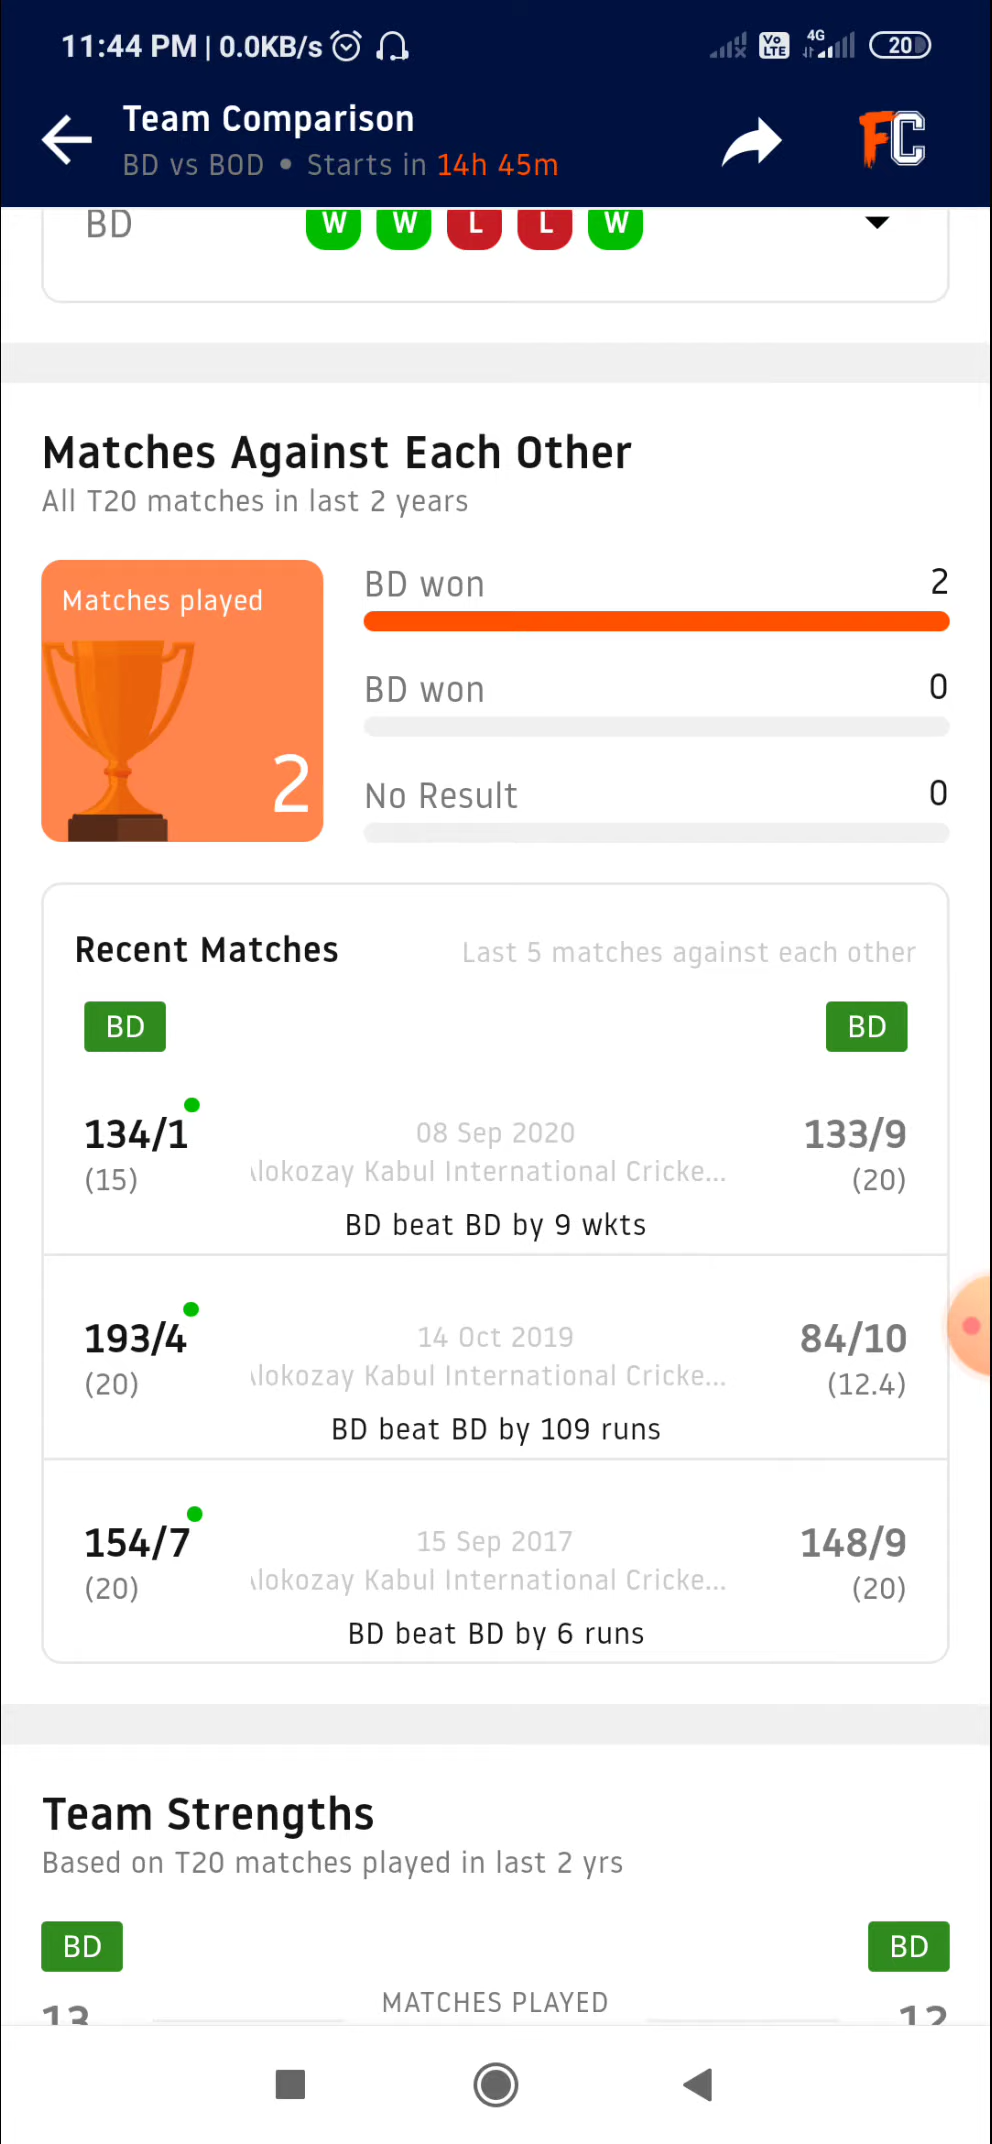 11:44 PM | 0.0KB/s Vo LTE 4G 20
Team Comparison
BD vs BOD • Starts in 14h 45m
FC
BD W W L L W
Matches Against Each Other
All T20 matches in last 2 years
Matches played
2
BD won 2
BD won 0
No Result 0
Recent Matches Last 5 matches against each other
BD BD
134/1 08 Sep 2020 133/9
(15) lokozay Kabul International Cricke... (20)
BD beat BD by 9 wkts
193/4 14 Oct 2019 84/10
(20) lokozay Kabul International Cricke... (12.4)
BD beat BD by 109 runs
154/7 15 Sep 2017 148/9
(20) lokozay Kabul International Cricke... (20)
BD beat BD by 6 runs
Team Strengths
Based on T20 matches played in last 2 yrs
BD BD
13 MATCHES PLAYED 12